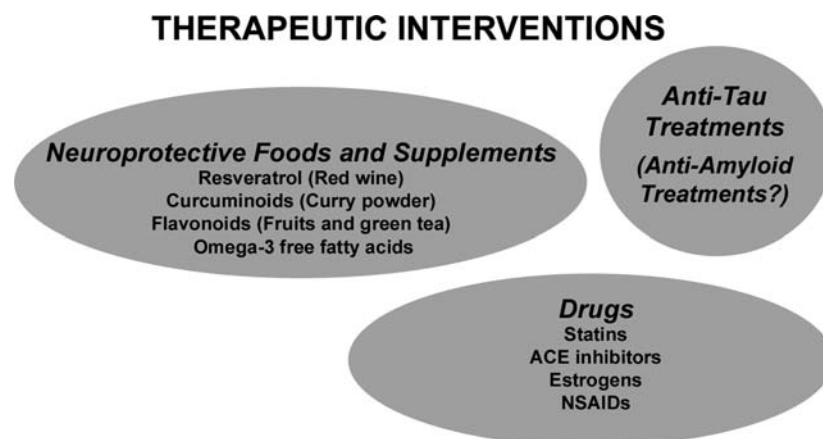 THERAPEUTIC INTERVENTIONS
Neuroprotective Foods and Supplements
Resveratrol (Red wine)
Curcuminoids (Curry powder)
Flavonoids (Fruits and green tea)
Omega-3 free fatty acids
Anti-Tau
Treatments
(Anti-Amyloid
Treatments?)
Drugs
Statins
ACE inhibitors
Estrogens
NSAIDs